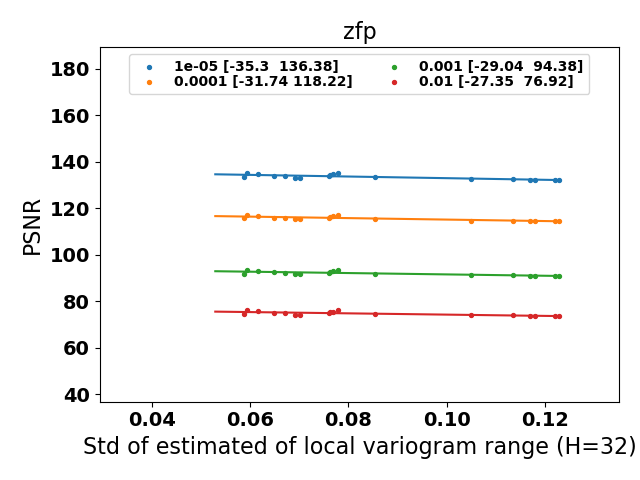 zfp
1e-05 [-35.3  136.38]
0.0001 [-31.74 118.22]
0.001 [-29.04  94.38]
0.01 [-27.35  76.92]
PSNR
180
160
140
120
100
80
60
40
0.04 0.06 0.08 0.10 0.12
Std of estimated of local variogram range (H=32)